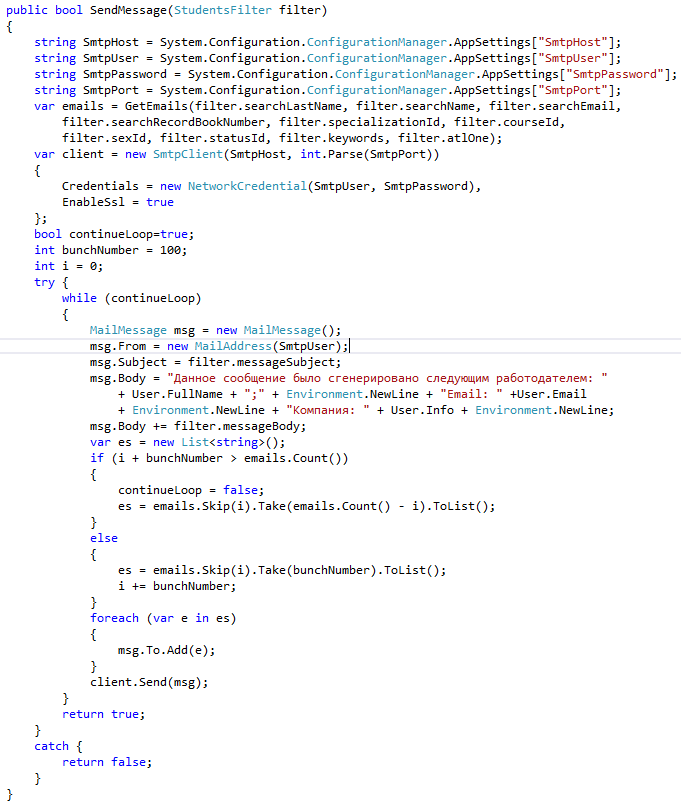 public bool SendMessage(StudentsFilter filter)
{
    string SmtpHost = System.Configuration.ConfigurationManager.AppSettings["SmtpHost"];
    string SmtpUser = System.Configuration.ConfigurationManager.AppSettings["SmtpUser"];
    string SmtpPassword = System.Configuration.ConfigurationManager.AppSettings["SmtpPassword"];
    string SmtpPort = System.Configuration.ConfigurationManager.AppSettings["SmtpPort"];
    var emails = GetEmails(filter.searchLastName, filter.searchName, filter.searchEmail,
        filter.searchRecordBookNumber, filter.specializationId, filter.courseId,
        filter.sexId, filter.statusId, filter.keywords, filter.atlOne);
    var client = new SmtpClient(SmtpHost, int.Parse(SmtpPort))
    {
        Credentials = new NetworkCredential(SmtpUser, SmtpPassword),
        EnableSsl = true
    };
    bool continueLoop=true;
    int bunchNumber = 100;
    int i = 0;
    try {
        while (continueLoop)
        {
            MailMessage msg = new MailMessage();
            msg.From = new MailAddress(SmtpUser);
            msg.Subject = filter.messageSubject;
            msg.Body = "Данное сообщение было сгенерировано следующим работодателем: "
                + User.FullName + ";" + Environment.NewLine + "Email: " +User.Email
                + Environment.NewLine + "Компания: " + User.Info + Environment.NewLine;
            msg.Body += filter.messageBody;
            var es = new List<string>();
            if (i + bunchNumber > emails.Count())
            {
                continueLoop = false;
                es = emails.Skip(i).Take(emails.Count() - i).ToList();
            }
            else
            {
                es = emails.Skip(i).Take(bunchNumber).ToList();
                i += bunchNumber;
            }
            foreach (var e in es)
            {
                msg.To.Add(e);
            }
            client.Send(msg);
        }
        return true;
    }
    catch {
        return false;
    }
}